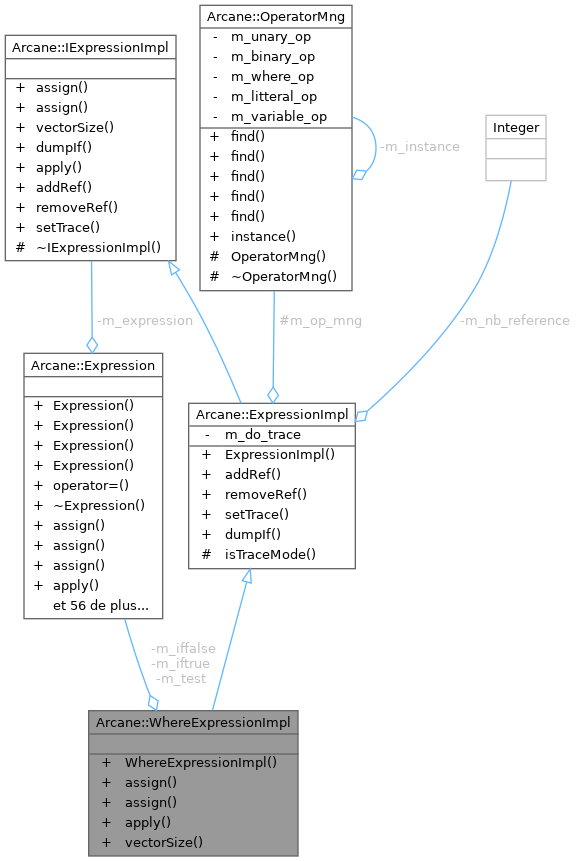 Arcane::OperatorMng
- m_unary_op
- m_binary_op
- m_where_op
- m_litteral_op
- m_variable_op
+ find()
+ find()
+ find()
+ find()
+ find()
+ instance()
# OperatorMng()
# ~OperatorMng()
-m_instance
Arcane::IExpressionImpl
+ assign()
+ assign()
+ vectorSize()
+ dumpIf()
+ apply()
+ addRef()
+ removeRef()
+ setTrace()
# ~IExpressionImpl()
Integer
-m_expression
#m_op_mng
-m_nb_reference
Arcane::Expression
+ Expression()
+ Expression()
+ Expression()
+ Expression()
+ operator=()
+ ~Expression()
+ assign()
+ assign()
+ assign()
+ apply()
et 56 de plus...
Arcane::ExpressionImpl
- m_do_trace
+ ExpressionImpl()
+ addRef()
+ removeRef()
+ setTrace()
+ dumpIf()
# isTraceMode()
-m_iffalse
-m_iftrue
-m_test
Arcane::WhereExpressionImpl
+ WhereExpressionImpl()
+ assign()
+ assign()
+ apply()
+ vectorSize()